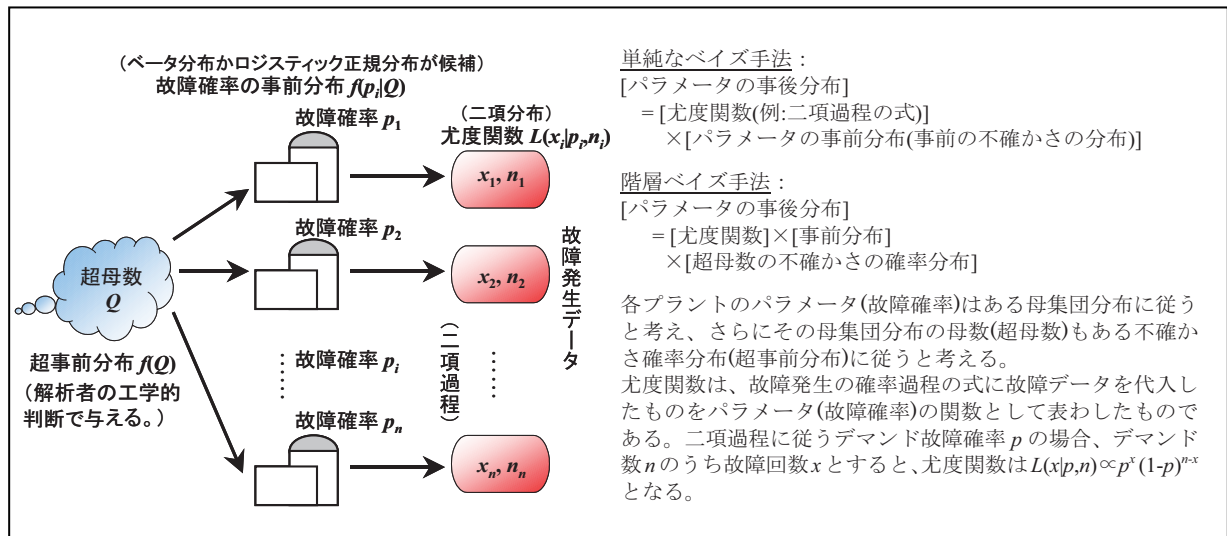 (ベータ分布かロジスティック正規分布が候補)
故障確率の事前分布 f(pi|Q)
故障確率 p1
(二項分布)
尤度関数 L(xi|pi,ni)
x1, n1
故障確率 p2
x2, n2
超母数
Q
超事前分布 f(Q)
(解析者の工学的
判断で与える。)
故障確率 pi
……
……
(二項過程)
故障発生データ
故障確率 pn
xn, nn
単純なベイズ手法：
[パラメータの事後分布]
= [尤度関数(例:二項過程の式)]
×[パラメータの事前分布(事前の不確かさの分布)]
階層ベイズ手法：
[パラメータの事後分布]
= [尤度関数]×[事前分布]
×[超母数の不確かさの確率分布]
各プラントのパラメータ(故障確率)はある母集団分布に従う
と考え、さらにその母集団分布の母数(超母数)もある不確か
さ確率分布(超事前分布)に従うと考える。
尤度関数は、故障発生の確率過程の式に故障データを代入し
たものをパラメータ(故障確率)の関数として表わしたもので
ある。二項過程に従うデマンド故障確率 p の場合、デマンド
数 n のうち故障回数 x とすると、尤度関数は L(x|p,n)∝p^x (1-p)^{n-x}
となる。